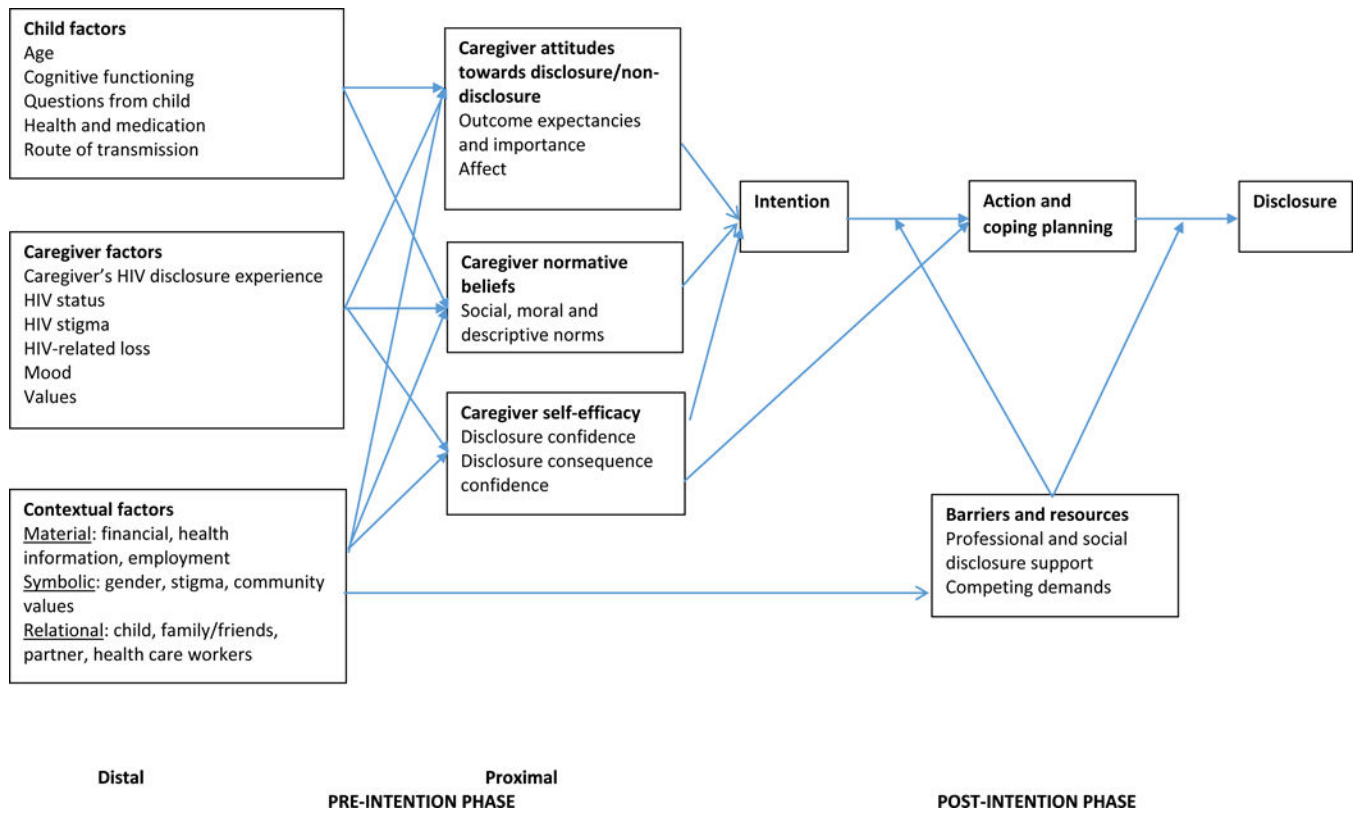 Child factors
Age
Cognitive functioning
Questions from child
Health and medication
Route of transmission
Caregiver factors
Caregiver's HIV disclosure experience
HIV status
HIV stigma
HIV-related loss
Mood
Values
Contextual factors
Material: financial, health
information, employment
Symbolic: gender, stigma, community
values
Relational: child, family/friends,
partner, health care workers
Caregiver attitudes
towards disclosure/non-
disclosure
Outcome expectancies
and importance
Affect
Caregiver normative
beliefs
Social, moral and
descriptive norms
Caregiver self-efficacy
Disclosure confidence
Disclosure consequence
confidence
Intention
Action and
coping planning
Disclosure
Barriers and resources
Professional and social
disclosure support
Competing demands
Distal
Proximal
PRE-INTENTION PHASE
POST-INTENTION PHASE